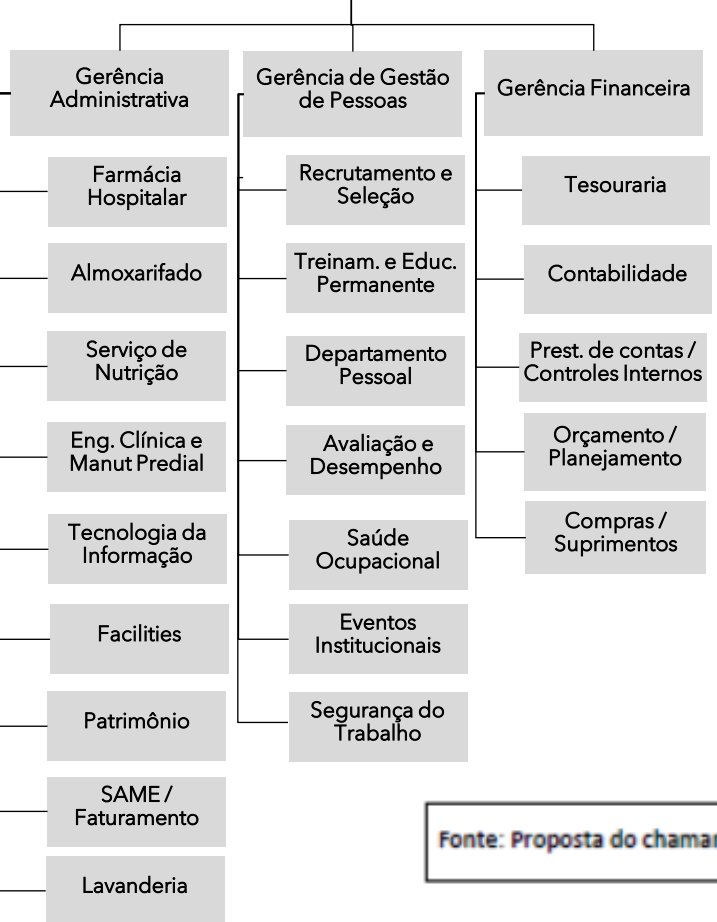 Gerência
Administrativa
Farmácia
Hospitalar
Almoxarifado
Serviço de
Nutrição
Eng. Clínica e
Manut Predial
Tecnologia da
Informação
Facilities
Patrimônio
SAME /
Faturamento
Lavanderia
Gerência de Gestão
de Pessoas
Recrutamento e
Seleção
Treinam. e Educ.
Permanente
Departamento
Pessoal
Avaliação e
Desempenho
Saúde
Ocupacional
Eventos
Institucionais
Segurança do
Trabalho
Gerência Financeira
Tesouraria
Contabilidade
Prest. de contas /
Controles Internos
Orçamento /
Planejamento
Compras /
Suprimentos
Fonte: Proposta do